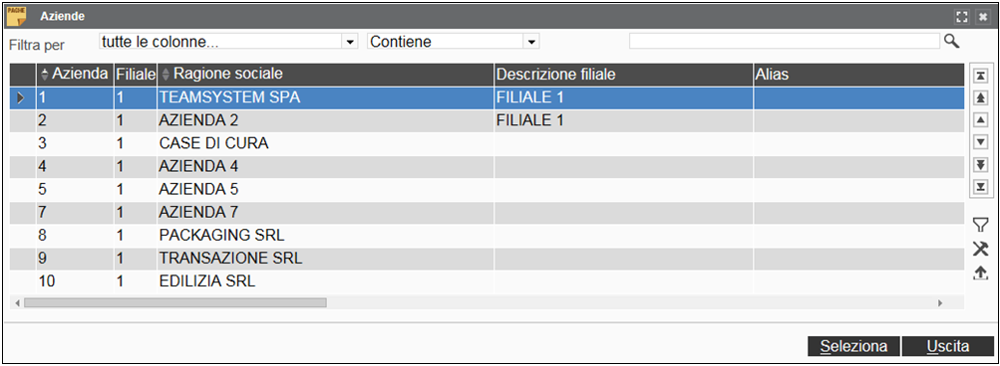 PAGHE Aziende
Filtra per tutte le colonne... Contiene
Azienda Filiale Ragione sociale Descrizione filiale Alias
1 1 TEAMSYSTEM SPA FILIALE 1
2 1 AZIENDA 2 FILIALE 1
3 1 CASE DI CURA
4 1 AZIENDA 4
5 1 AZIENDA 5
7 1 AZIENDA 7
8 1 PACKAGING SRL
9 1 TRANSAZIONE SRL
10 1 EDILIZIA SRL
Seleziona Uscita